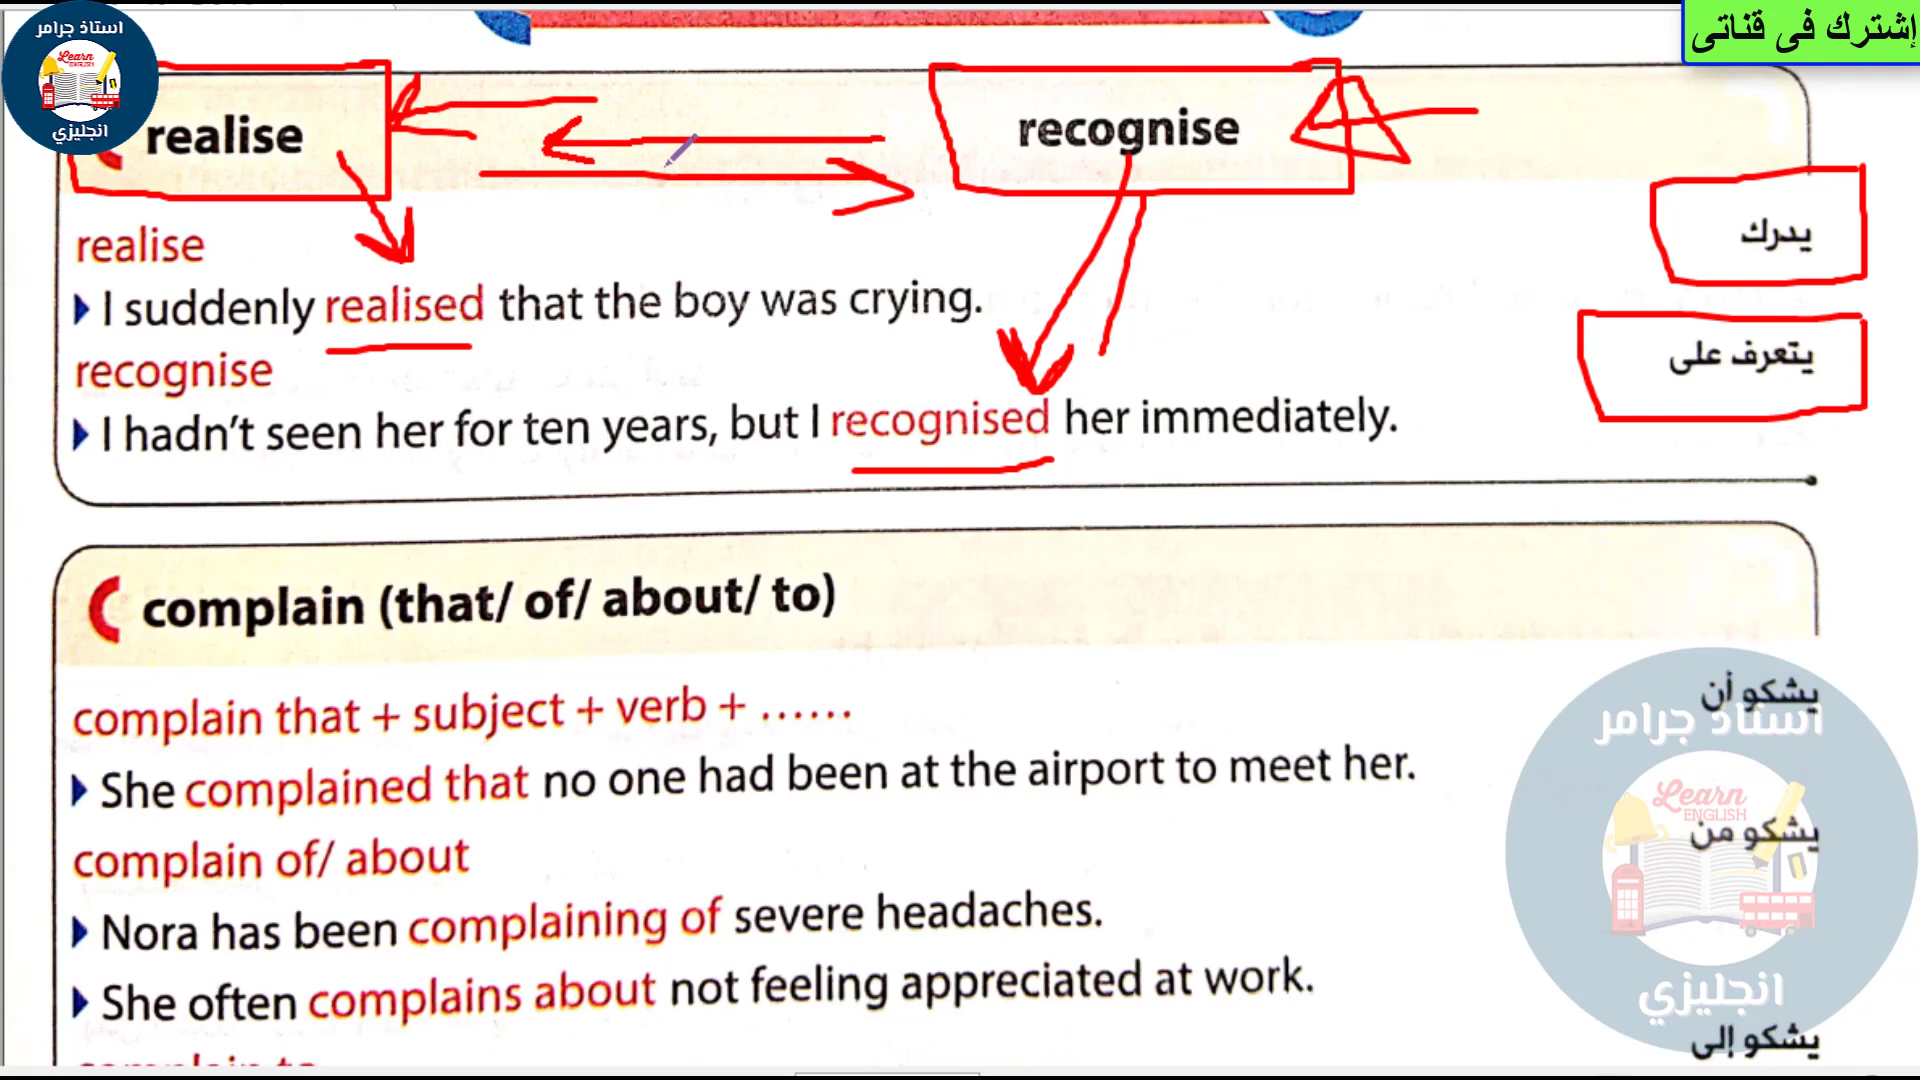 استاذ جرامر
Learn
ENGLISH
انجليزي
إشترك فى قناتى
realise
recognise
realise
يدرك
I suddenly realised that the boy was crying.
recognise
يتعرف على
I hadn't seen her for ten years, but I recognised her immediately.
complain (that/ of/ about/ to)
complain that + subject + verb + ......
يشكو أن
استاذ جرامر
She complained that no one had been at the airport to meet her.
Learn
ENGLISH
complain of/ about
يشكو من
Nora has been complaining of severe headaches.
She often complains about not feeling appreciated at work.
انجليزي
complain to
يشكو إلى